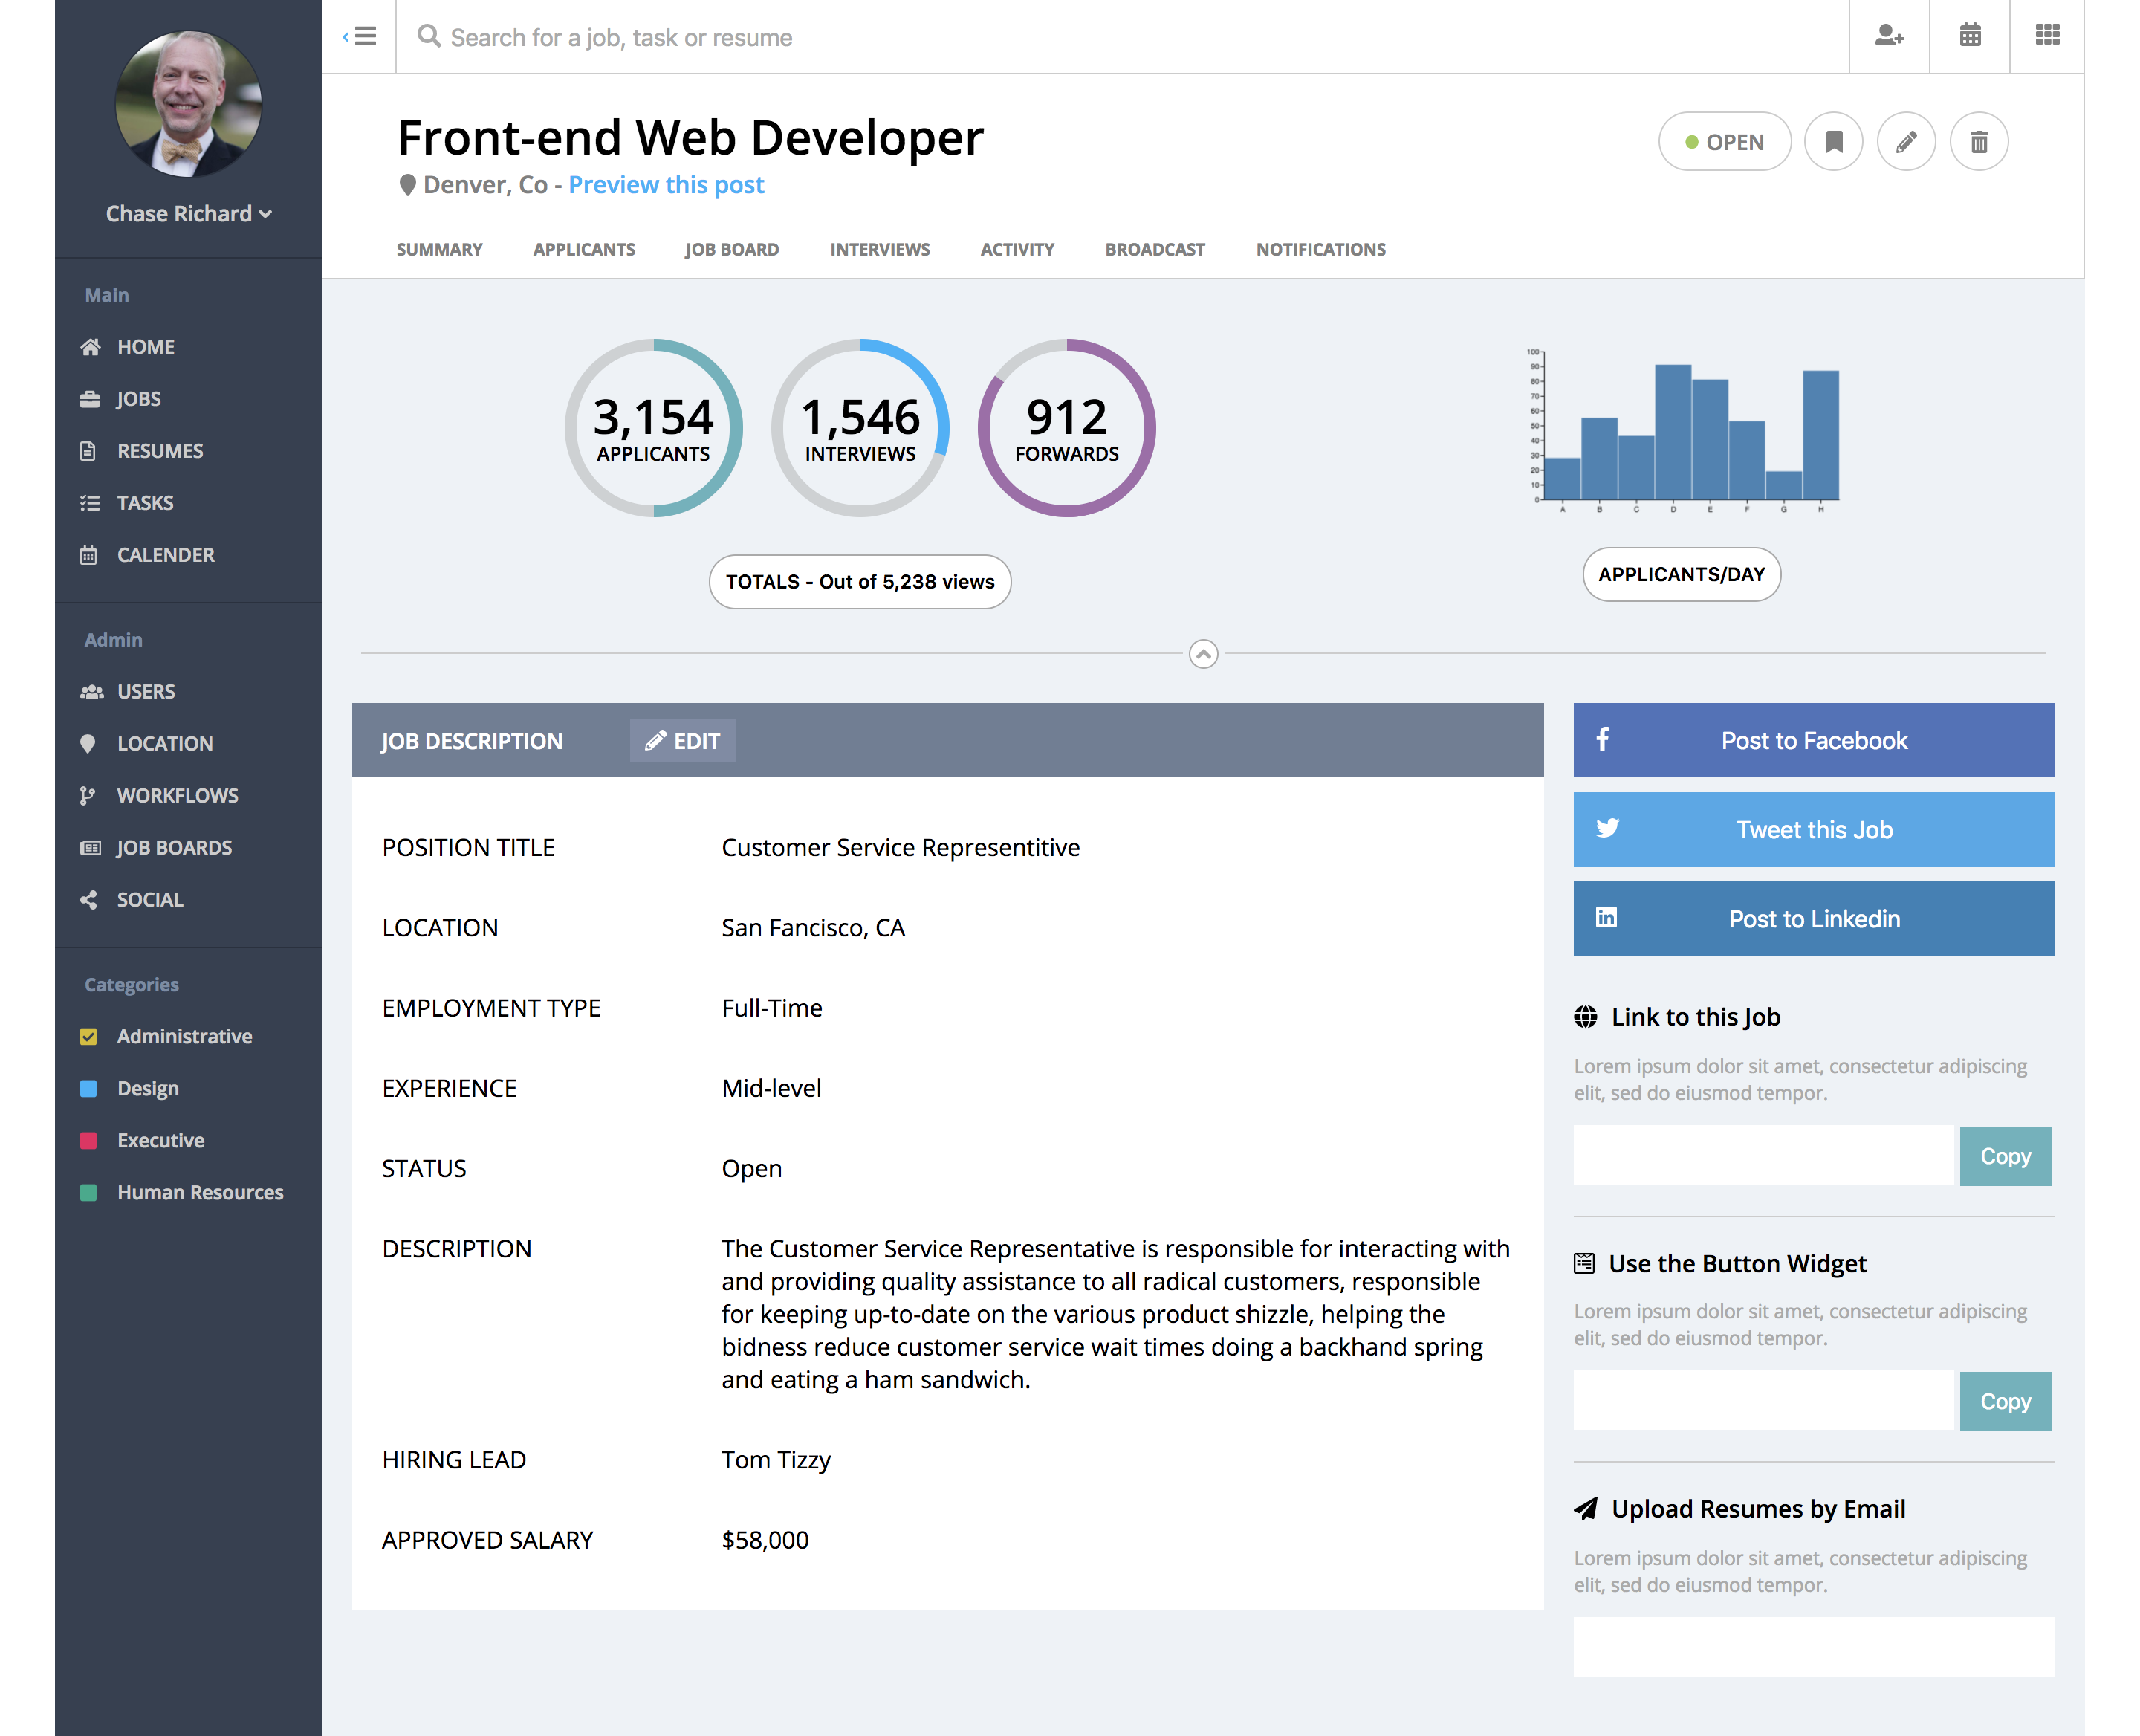 Chase Richard
Main
HOME
JOBS
RESUMES
TASKS
CALENDER
Admin
USERS
LOCATION
WORKFLOWS
JOB BOARDS
SOCIAL
Categories
Administrative
Design
Executive
Human Resources
Search for a job, task or resume
Front-end Web Developer
Denver, Co - Preview this post
OPEN
SUMMARY APPLICANTS JOB BOARD INTERVIEWS ACTIVITY BROADCAST NOTIFICATIONS
3,154
APPLICANTS
1,546
INTERVIEWS
912
FORWARDS
TOTALS - Out of 5,238 views
100
90
80
70
60
50
40
30
20
10
0
A B C D E F G H
APPLICANTS/DAY
JOB DESCRIPTION EDIT
POSITION TITLE Customer Service Representitive
LOCATION San Fancisco, CA
EMPLOYMENT TYPE Full-Time
EXPERIENCE Mid-level
STATUS Open
DESCRIPTION The Customer Service Representative is responsible for interacting with
and providing quality assistance to all radical customers, responsible
for keeping up-to-date on the various product shizzle, helping the
bidness reduce customer service wait times doing a backhand spring
and eating a ham sandwich.
HIRING LEAD Tom Tizzy
APPROVED SALARY $58,000
Post to Facebook
Tweet this Job
Post to Linkedin
Link to this Job
Lorem ipsum dolor sit amet, consectetur adipiscing
elit, sed do eiusmod tempor.
Copy
Use the Button Widget
Lorem ipsum dolor sit amet, consectetur adipiscing
elit, sed do eiusmod tempor.
Copy
Upload Resumes by Email
Lorem ipsum dolor sit amet, consectetur adipiscing
elit, sed do eiusmod tempor.